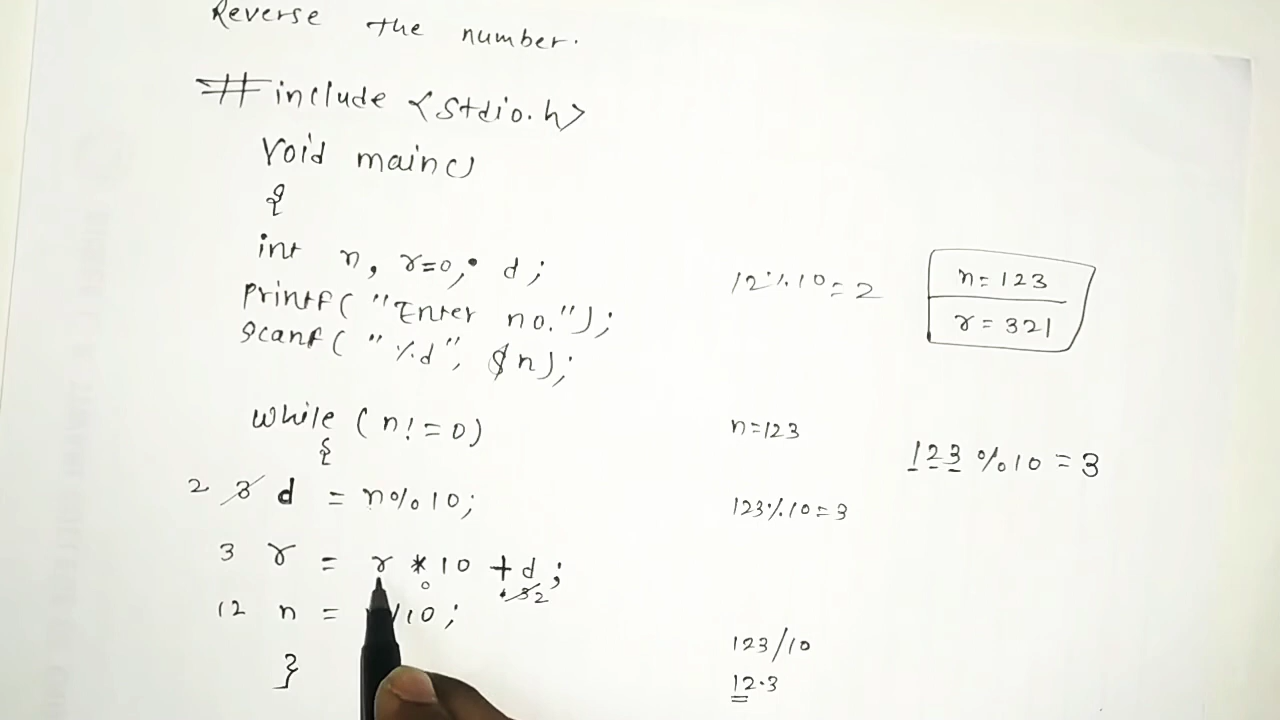 Reverse the number.
#include <stdio.h>
void main()
{
int n, r=0, d;
printf("Enter no.");
scanf("%d", &n);
12%10=2
n=123
r=321
while (n!=0)
{
n=123
123%10=3
2 3 d = n%10;
123%10=3
3 r = r*10+d;
0 32
12 n = /10;
}
123/10
12.3